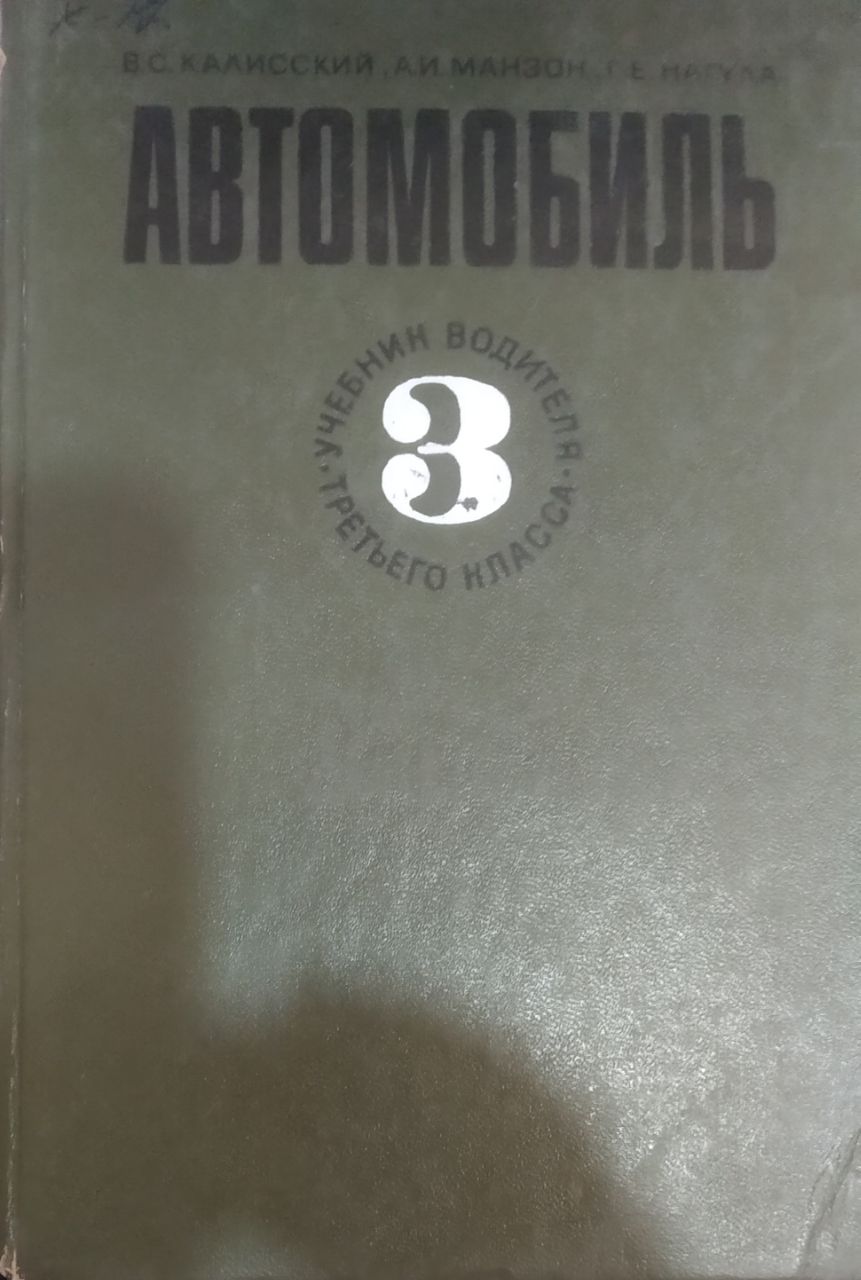 В.С. КАЛИССКИЙ, А.И. МАНЗОН, Г.Е. НАГУЛА
АВТОМОБИЛЬ
УЧЕБНИК ВОДИТЕЛЯ
3
ТРЕТЬЕГО КЛАССА